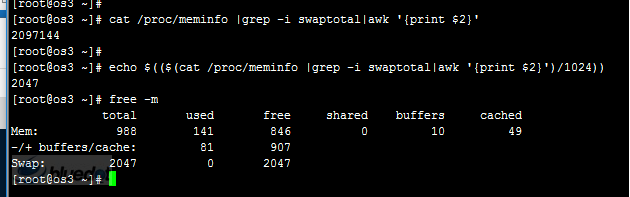 [root@os3 ~]#
[root@os3 ~]# cat /proc/meminfo |grep -i swaptotal|awk '{print $2}'
2097144
[root@os3 ~]#
[root@os3 ~]# echo $(($(cat /proc/meminfo |grep -i swaptotal|awk '{print $2}')/1024))
2047
[root@os3 ~]# free -m
total used free shared buffers cached
Mem: 988 141 846 0 10 49
-/+ buffers/cache: 81 907
Swap: 2047 0 2047
[root@os3 ~]#